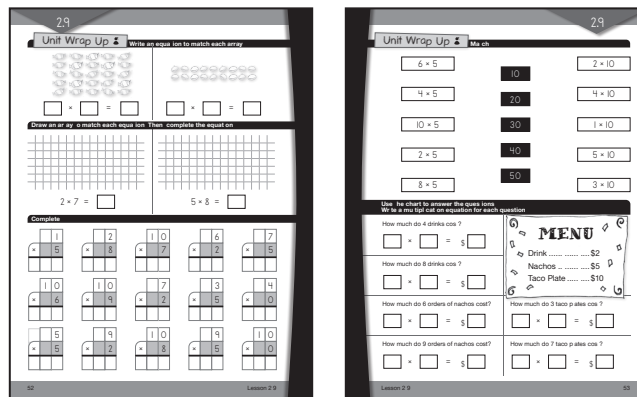 2.9
Unit Wrap Up
Write an equa ion to match each array
× =
× =
Draw an ar ay o match each equa ion Then complete the equat on
2 × 7 =
5 × 8 =
Complete
1 2 1 0 6 7
× 5 × 8 × 7 × 2 × 5
1 0 1 0 7 3 5
× 6 × 9 × 2 × 5 × 0
5 9 1 0 9 1 0
× 5 × 2 × 8 × 5 × 0
52
Lesson 2 9
2.9
Unit Wrap Up
Ma ch
6 × 5
4 × 5
10 × 5
2 × 5
8 × 5
10
20
30
40
50
2 × 10
4 × 10
1 × 10
5 × 10
3 × 10
Use he chart to answer the ques ions
Wr te a mu tipl cat on equation for each question
How much do 4 drinks cos ?
× = $
How much do 8 drinks cos ?
× = $
MENU
Drink ...... ........ .... $2
Nachos .. ......... .... $5
Taco Plate .... .... $10
How much do 6 orders of nachos cost?
× = $
How much do 3 taco p ates cos ?
× = $
How much do 9 orders of nachos cost?
× = $
How much do 7 taco p ates cos ?
× = $
Lesson 2 9
53